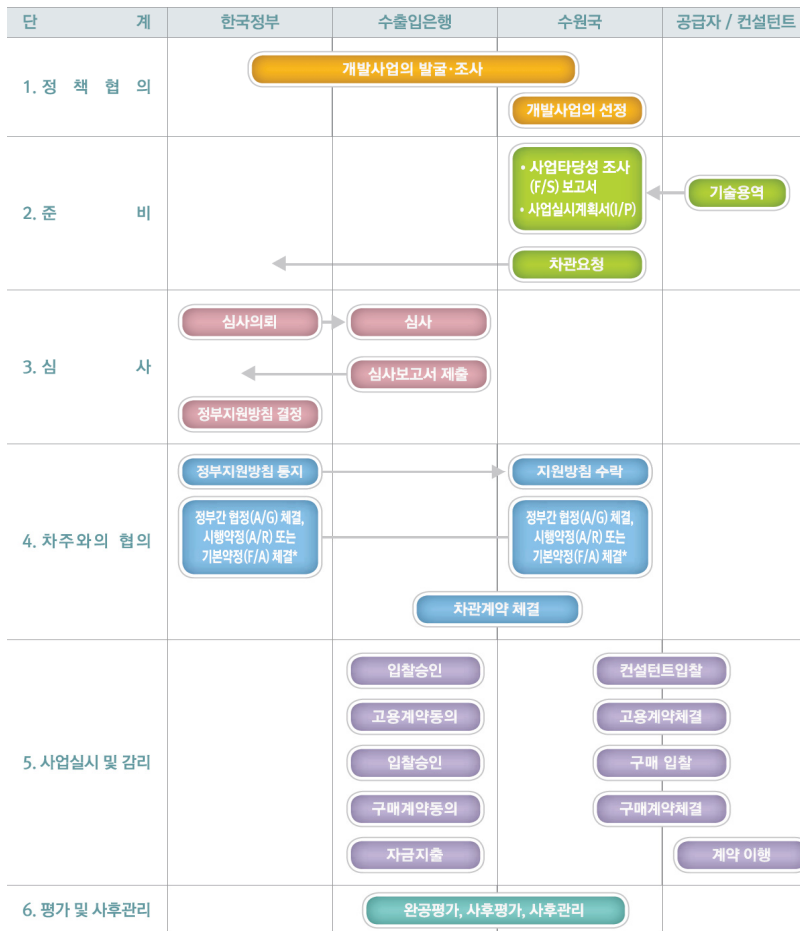 단 계 한국정부 수출입은행 수원국 공급자 / 컨설턴트
1. 정 책 협 의
개발사업의 발굴·조사
개발사업의 선정
2. 준 비
• 사업타당성 조사
(F/S) 보고서
• 사업실시계획서(I/P)
기술용역
차관요청
3. 심 사
심사의뢰
심사
심사보고서 제출
정부지원방침 결정
4. 차주와의 협의
정부지원방침 통지
지원방침 수락
정부간 협정(A/G) 체결,
시행약정(A/R) 또는
기본약정(F/A) 체결*
정부간 협정(A/G) 체결,
시행약정(A/R) 또는
기본약정(F/A) 체결*
차관계약 체결
5. 사업실시 및 감리
입찰승인
컨설턴트입찰
고용계약동의
고용계약체결
입찰승인
구매 입찰
구매계약동의
구매계약체결
자금지출
계약 이행
6. 평가 및 사후관리
완공평가, 사후평가, 사후관리